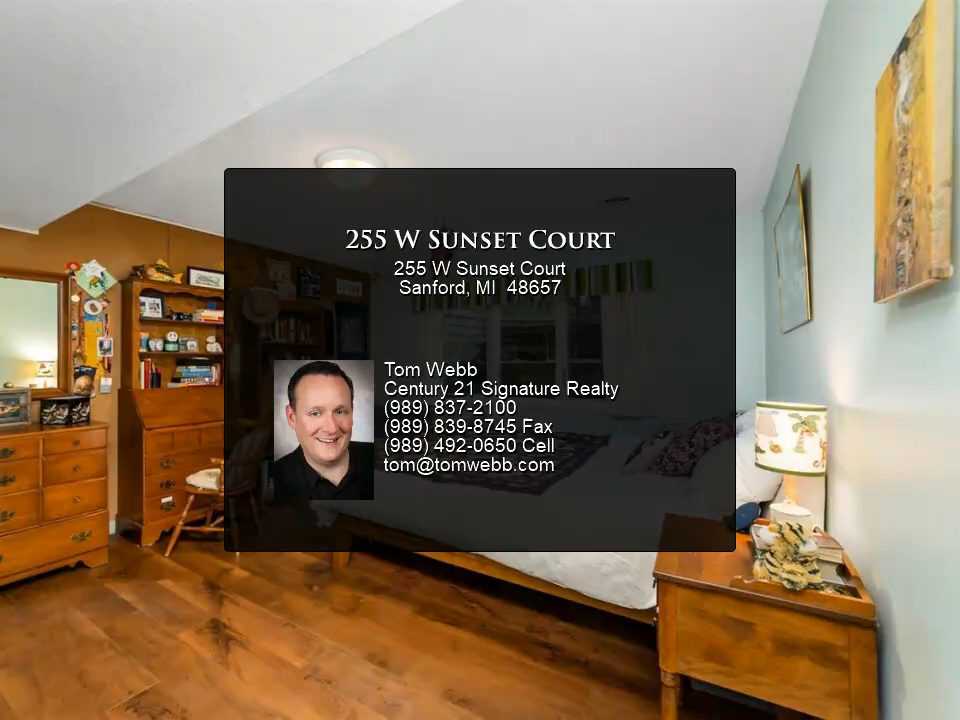 255 W Sunset Court
255 W Sunset Court
Sanford, MI 48657
Tom Webb
Century 21 Signature Realty
(989) 837-2100
(989) 839-8745 Fax
(989) 492-0650 Cell
tom@tomwebb.com